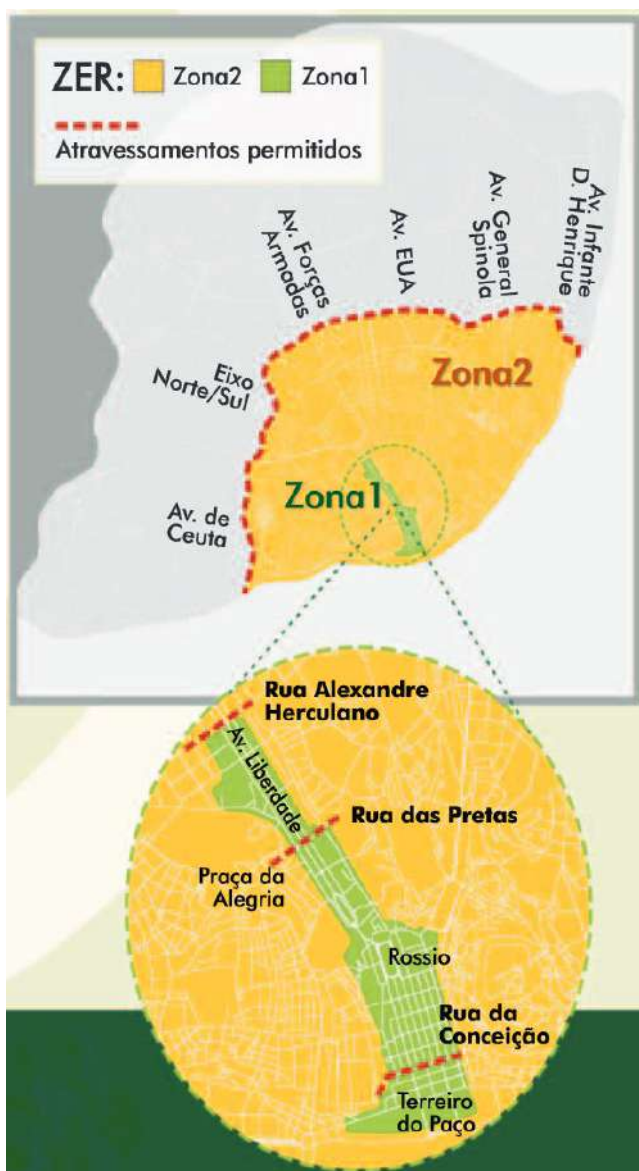 ZER: Zona2 Zona1
Atravessamentos permitidos
Av. Forças
Armadas
Av. EUA
Av. General
Spinola
Av. Infante
D. Henrique
Eixo
Norte/Sul
Zona2
Zona1
Av. de
Ceuta
Rua Alexandre
Herculano
Av. Liberdade
Rua das Pretas
Praça da
Alegria
Rossio
Rua da
Conceição
Terreiro
do Paço